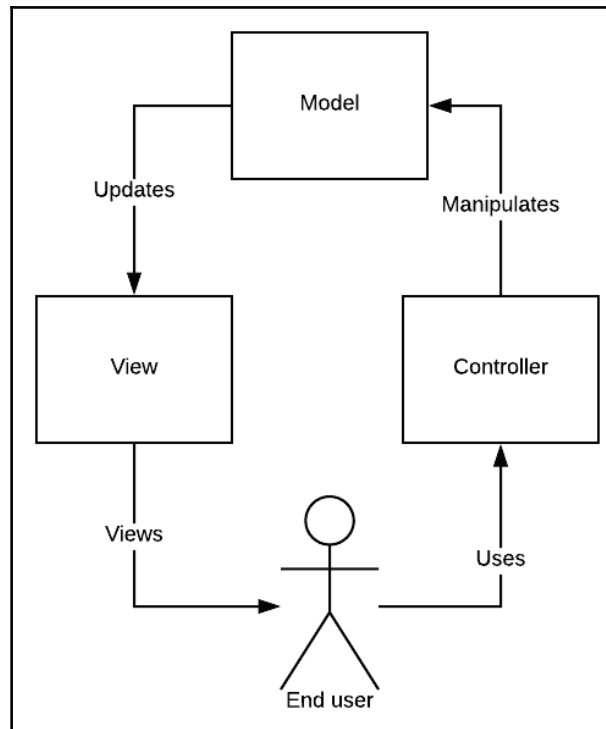 Model
Updates
Manipulates
View
Controller
Views
Uses
End user